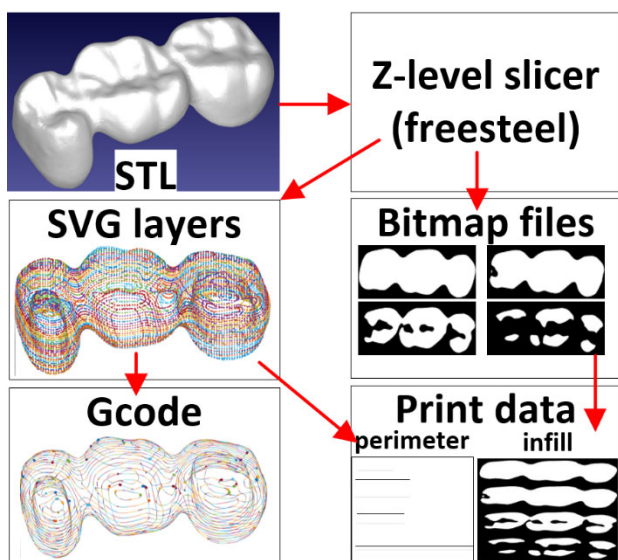 STL
Z-level slicer
(freesteel)
SVG layers
Bitmap files
Gcode
Print data
perimeter infill